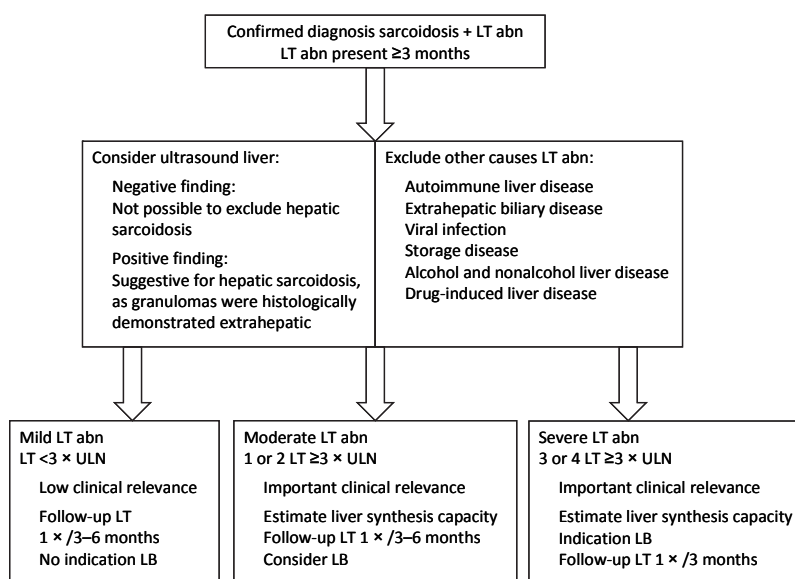 Confirmed diagnosis sarcoidosis + LT abn
LT abn present ≥3 months
Consider ultrasound liver:
Negative finding:
Not possible to exclude hepatic
sarcoidosis
Positive finding:
Suggestive for hepatic sarcoidosis,
as granulomas were histologically
demonstrated extrahepatic
Exclude other causes LT abn:
Autoimmune liver disease
Extrahepatic biliary disease
Viral infection
Storage disease
Alcohol and nonalcohol liver disease
Drug-induced liver disease
Mild LT abn
LT <3 × ULN
Low clinical relevance
Follow-up LT
1 × /3–6 months
No indication LB
Moderate LT abn
1 or 2 LT ≥3 × ULN
Important clinical relevance
Estimate liver synthesis capacity
Follow-up LT 1 × /3–6 months
Consider LB
Severe LT abn
3 or 4 LT ≥3 × ULN
Important clinical relevance
Estimate liver synthesis capacity
Indication LB
Follow-up LT 1 × /3 months